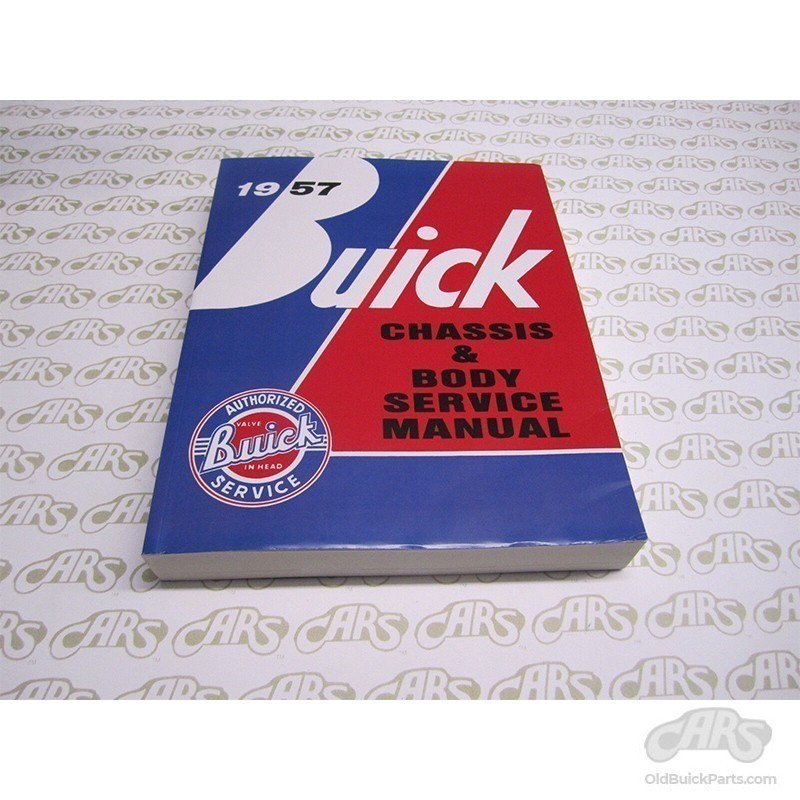 1957
Buick
CHASSIS
&
BODY
SERVICE
MANUAL
AUTHORIZED
VALVE
Buick
IN HEAD
SERVICE
CARS
OldBuickParts.com